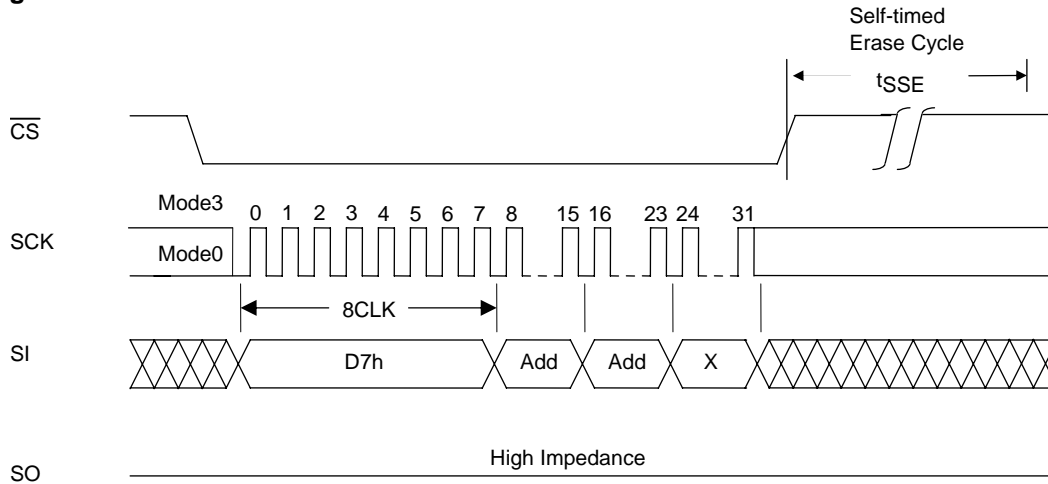 Self-timed
Erase Cycle
tSSE
CS
Mode3
0 1 2 3 4 5 6 7 8 15 16 23 24 31
SCK
Mode0
8CLK
SI
D7h Add Add X
High Impedance
SO